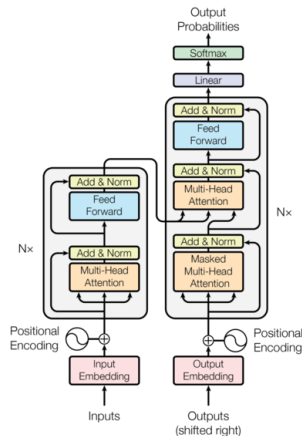 Output
Probabilities
Softmax
Linear
Add & Norm
Feed
Forward
Add & Norm
Multi-Head
Attention
Add & Norm
Masked
Multi-Head
Attention
N×
Positional
Encoding
Output
Embedding
Outputs
(shifted right)
Add & Norm
Feed
Forward
Add & Norm
Multi-Head
Attention
N×
Positional
Encoding
Input
Embedding
Inputs